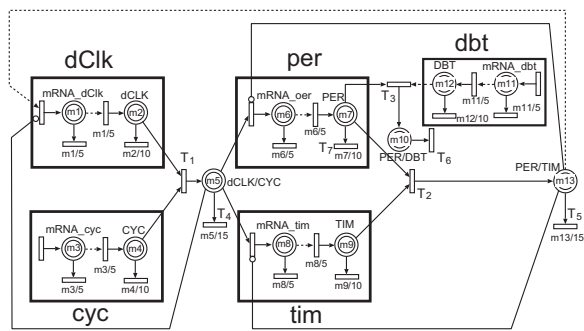 dClk
per
dbt
mRNA_dClk
dCLK
m1
m2
m1/5
m1/5
m2/10
mRNA_oer
PER
m6
m7
m6/5
m6/5
T7
m7/10
T3
DBT
mRNA_dbt
m12
m11
m11/5
m11/5
m12/10
m10
PER/DBT
T6
T1
m5
dCLK/CYC
T4
m5/15
T2
PER/TIM
m13
T5
m13/15
mRNA_cyc
CYC
m3
m4
m3/5
m3/5
m4/10
mRNA_tim
TIM
m8
m9
m8/5
m8/5
m9/10
cyc
tim